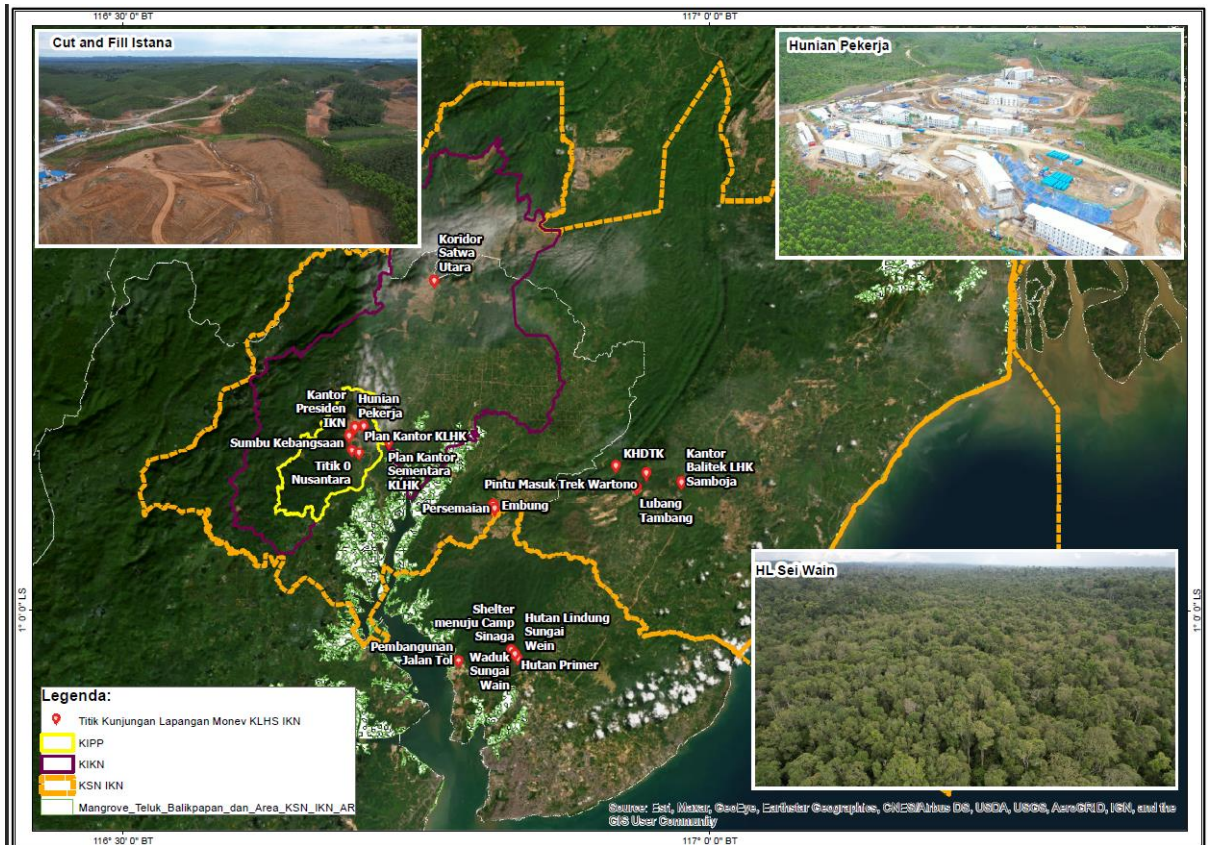 116° 30' 0" BT
117° 0' 0" BT
Cut and Fill Istana
Hunian Pekerja
Koridor
Satwa
Utara
Kantor
Presiden
IKN
Hunian
Pekerja
Sumbu Kebangsaan
Plan Kantor KLHK
Titik 0
Nusantara
Plan Kantor
Sementara
KLHK
KHDTK
Kantor
Balitek LHK
Samboja
Pintu Masuk Trek Wartono
Lubang
Tambang
Persemaian
Embung
HL Sei Wain
1° 0' 0" LS
1° 0' 0" LS
Shelter
menuju Camp
Sinaga
Hutan Lindung
Sungai
Wein
Pembangunan
Jalan Tol
Waduk
Sungai
Wain
Hutan Primer
Legenda:
Titik Kunjungan Lapangan Monev KLHS IKN
KIPP
KIKN
KSN IKN
Mangrove_Teluk_Balikpapan_dan_Area_KSN_IKN_AR
Source: Esri, Maxar, GeoEye, Earthstar Geographics, CNES/Airbus DS, USDA, USGS, AeroGRID, IGN, and the
GIS User Community
116° 30' 0" BT
117° 0' 0" BT